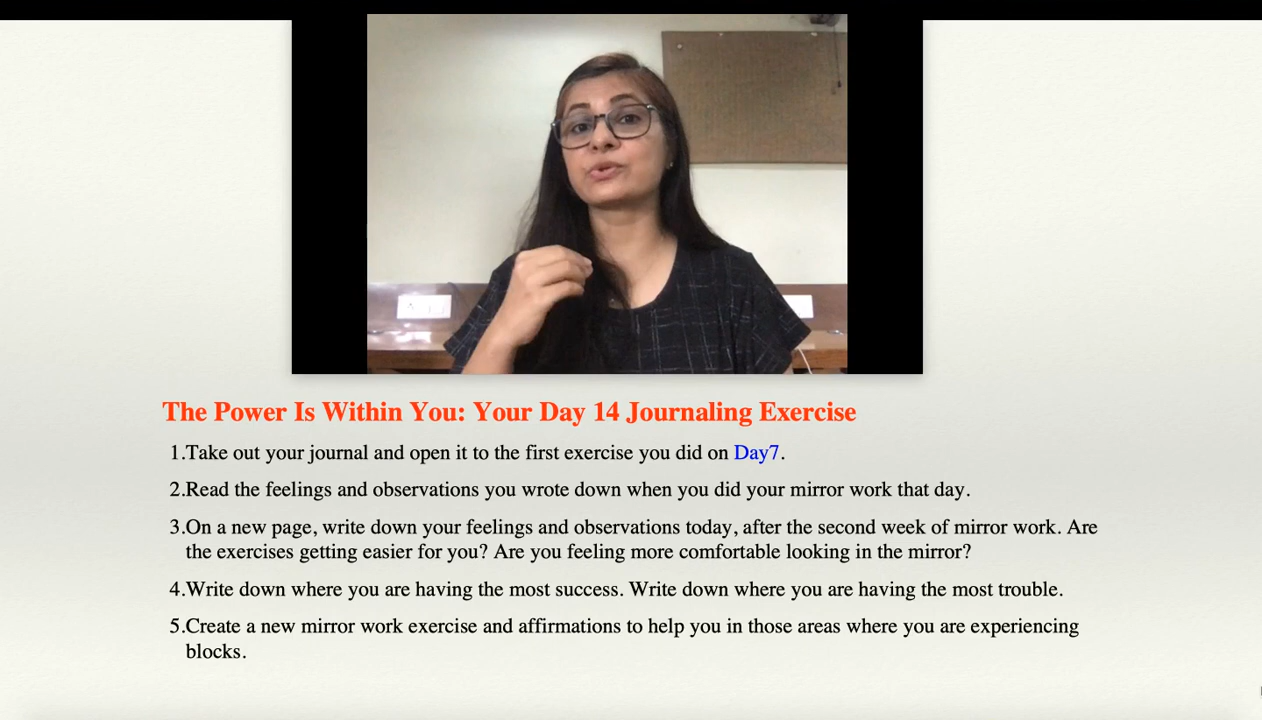 The Power Is Within You: Your Day 14 Journaling Exercise
1.Take out your journal and open it to the first exercise you did on Day7.
2.Read the feelings and observations you wrote down when you did your mirror work that day.
3.On a new page, write down your feelings and observations today, after the second week of mirror work. Are
the exercises getting easier for you? Are you feeling more comfortable looking in the mirror?
4.Write down where you are having the most success. Write down where you are having the most trouble.
5.Create a new mirror work exercise and affirmations to help you in those areas where you are experiencing
blocks.